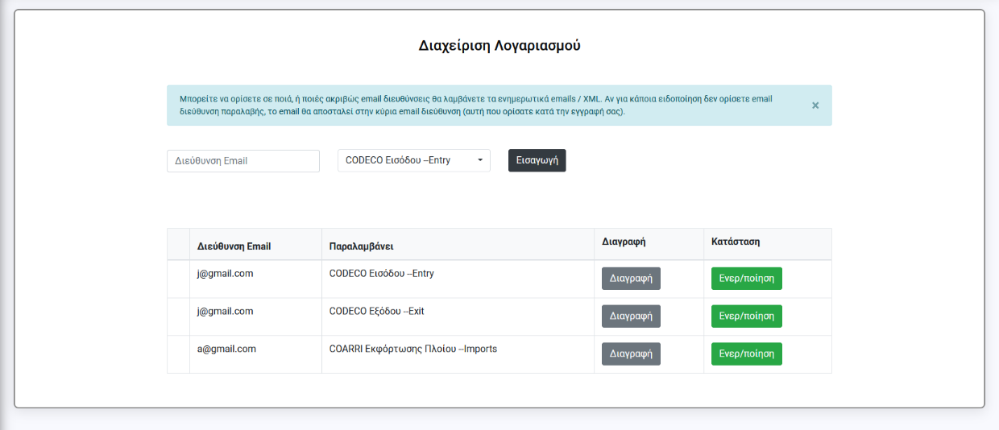 Διαχείριση Λογαριασμού
Μπορείτε να ορίσετε σε ποιά, ή ποιές ακριβώς email διευθύνσεις θα λαμβάνετε τα ενημερωτικά emails / XML. Αν για κάποια ειδοποίηση δεν ορίσετε email
διεύθυνση παραλαβής, το email θα αποσταλεί στην κύρια email διεύθυνση (αυτή που ορίσατε κατά την εγγραφή σας).
×
Διεύθυνση Email CODECO Εισόδου –Entry Εισαγωγή
Διεύθυνση Email Παραλαμβάνει Διαγραφή Κατάσταση
j@gmail.com CODECO Εισόδου –Entry Διαγραφή Ενερ/ποίηση
j@gmail.com CODECO Εξόδου –Exit Διαγραφή Ενερ/ποίηση
a@gmail.com COARRI Εκφόρτωσης Πλοίου –Imports Διαγραφή Ενερ/ποίηση